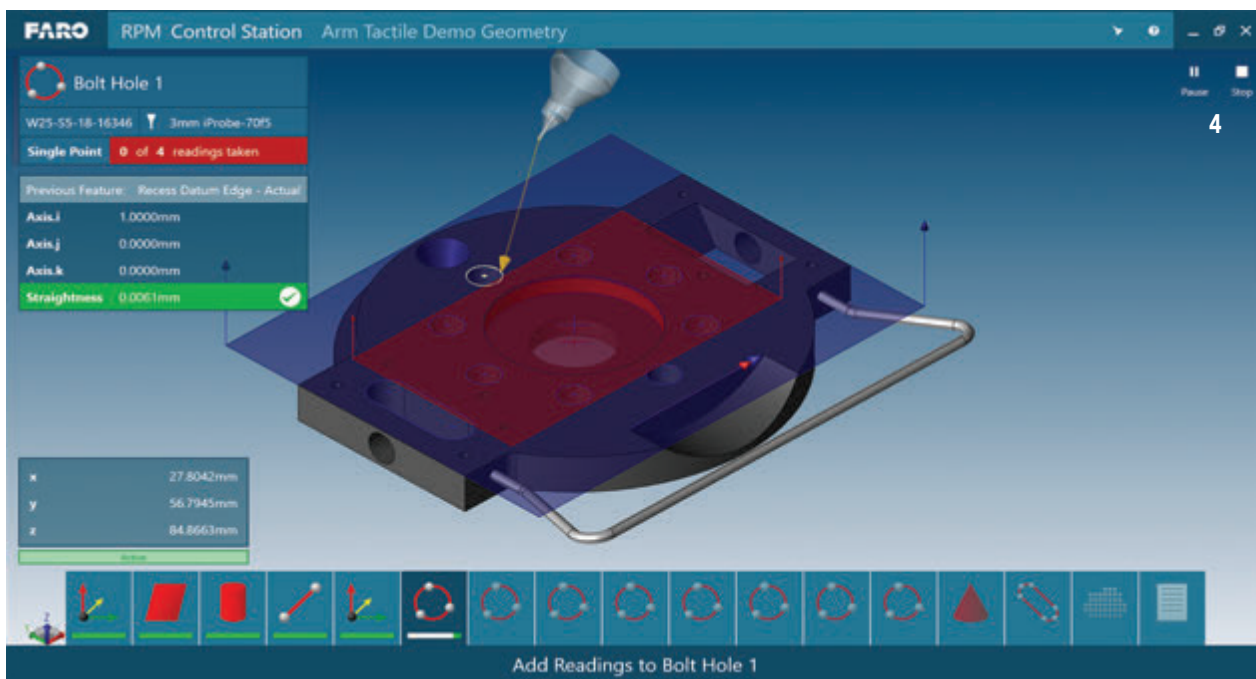 FARO RPM Control Station Arm Tactile Demo Geometry
Pause Stop
4
Bolt Hole 1
W25-S5-18-16346 3mm iProbe-70f5
Single Point 0 of 4 readings taken
Previous Feature: Recess Datum Edge - Actual
Axis.i 1.0000mm
Axis.j 0.0000mm
Axis.k 0.0000mm
Straightness 0.0061mm
x 27.8042mm
y 56.7945mm
z 84.8663mm
Active
Add Readings to Bolt Hole 1